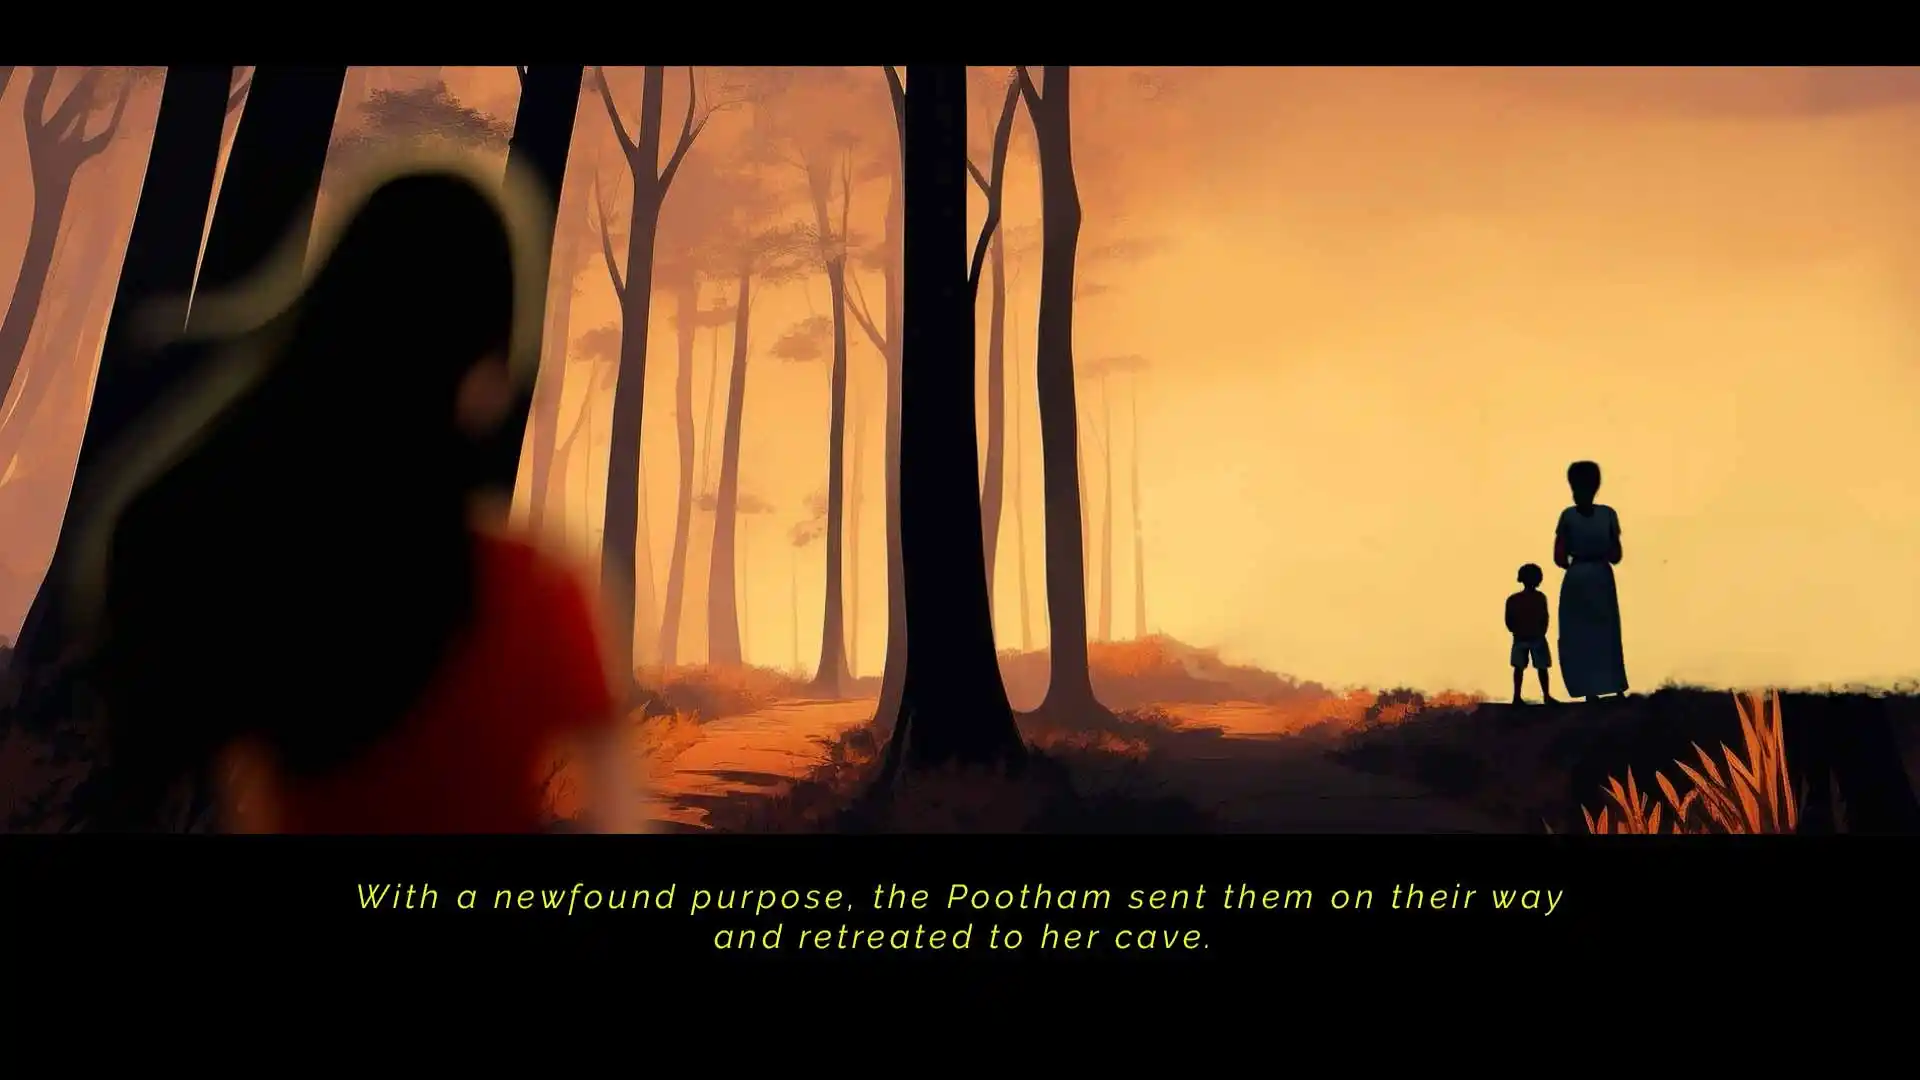 With a newfound purpose, the Pootham sent them on their way
and retreated to her cave.